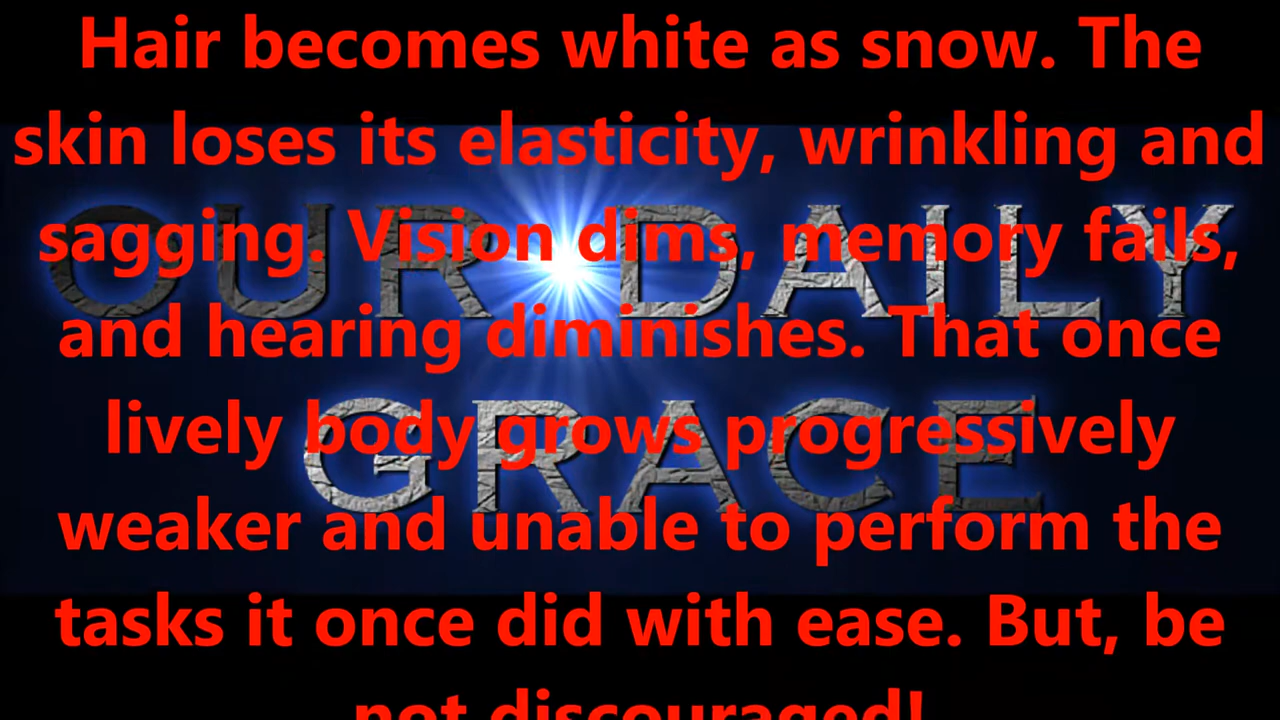 Hair becomes white as snow. The
skin loses its elasticity, wrinkling and
sagging. Vision dims, memory fails,
and hearing diminishes. That once
lively body grows progressively
weaker and unable to perform the
tasks it once did with ease. But, be
not discouraged!
OUR DAILY
GRACE